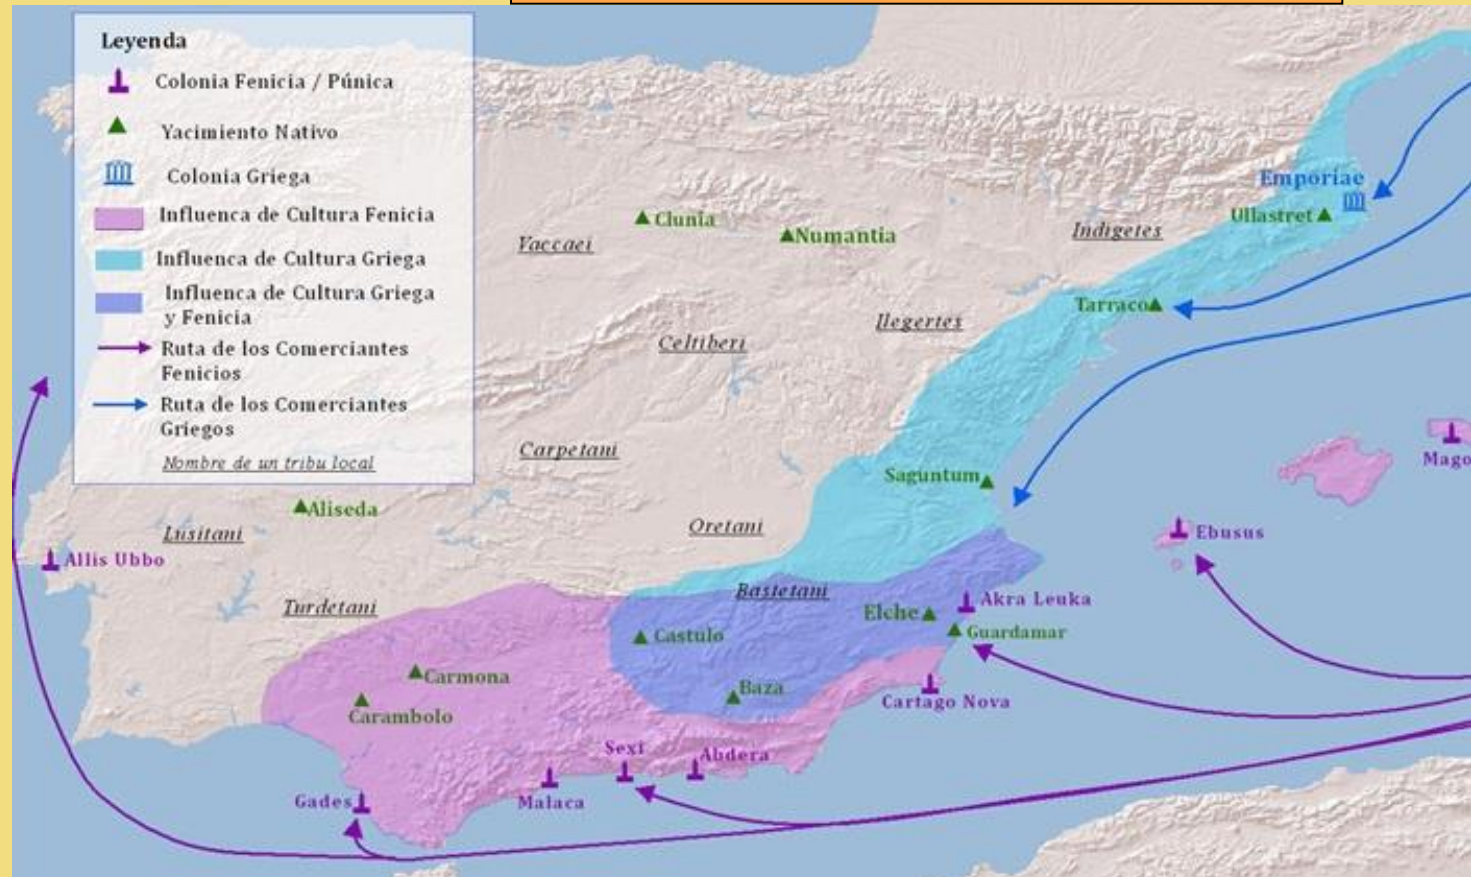 Leyenda
Colonia Fenicia / Púnica
Yacimiento Nativo
Colonia Griega
Influenca de Cultura Fenicia
Influenca de Cultura Griega
Influenca de Cultura Griega
y Fenicia
Ruta de los Comerciantes
Fenicios
Ruta de los Comerciantes
Griegos
Nombre de un tribu local
Emporiae
Ullastret
Clunia
Numantia
Vaccaei
Indigetes
Tarraco
Ilegertes
Celtiberi
Carpetani
Mago
Saguntum
Aliseda
Oretani
Lusitani
Ebusus
Allis Ubbo
Bastetani
Akra Leuka
Turdetani
Elche
Guardamar
Castulo
Carmona
Baza
Cartago Nova
Carambolo
Sexi
Abdera
Gades
Malaca